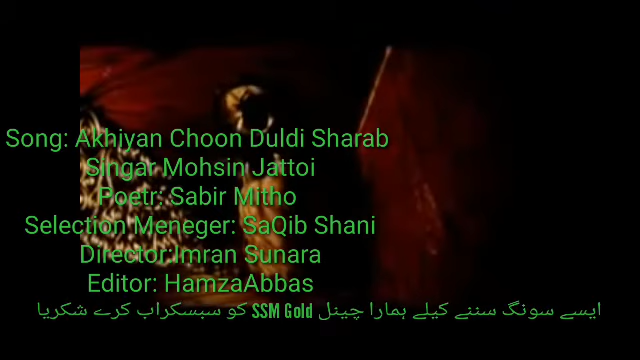 Song: Akhiyan Choon Duldi Sharab
Singar Mohsin Jattoi
Poetr: Sabir Mitho
Selection Meneger: SaQib Shani
Director:Imran Sunara
Editor: HamzaAbbas
ایسے سونگ سننے کیلے ہمارا چینل SSM Gold کو سبسکراب کرے شکریا